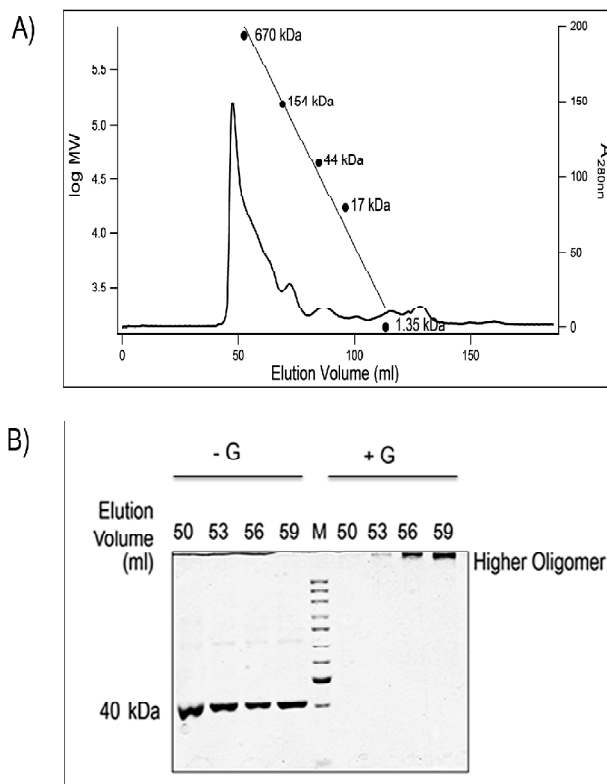 A)
670 kDa
154 kDa
44 kDa
17 kDa
1.35 kDa
log MW
5.5
5.0
4.5
4.0
3.5
200
150
100
50
0
A280nm
0
50
100
150
Elution Volume (ml)
B)
- G
+ G
Elution
Volume
(ml)
50 53 56 59 M 50 53 56 59
Higher Oligomer
40 kDa